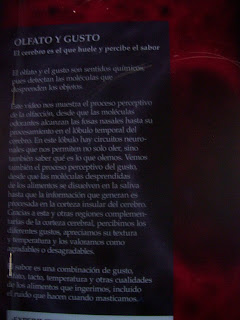 OLFATO Y GUSTO
El cerebro es el que huele y percibe el sabor
El olfato y el gusto son sentidos químicos,
pues detectan las moléculas que
desprenden los objetos.
Este video nos muestra el proceso perceptivo
de la olfacción, desde que las moléculas
odorantes alcanzan las fosas nasales hasta su
procesamiento en el lóbulo temporal del
cerebro. En este lóbulo hay circuitos neuro-
nales que nos permiten no sólo oler, sino
también saber qué es lo que olemos. Vemos
también el proceso perceptivo del gusto,
desde que las moléculas desprendidas
de los alimentos se disuelven en la saliva
hasta que la información que generan es
procesada en la corteza insular del cerebro.
Gracias a esta y otras regiones complemen-
tarias de la corteza cerebral, percibimos los
diferentes gustos, apreciamos su textura
y temperatura y los valoramos como
agradables o desagradables.
El sabor es una combinación de gusto,
olfato, tacto, temperatura y otras cualidades
de los alimentos que ingerimos, incluido
el ruido que hacen cuando masticamos.